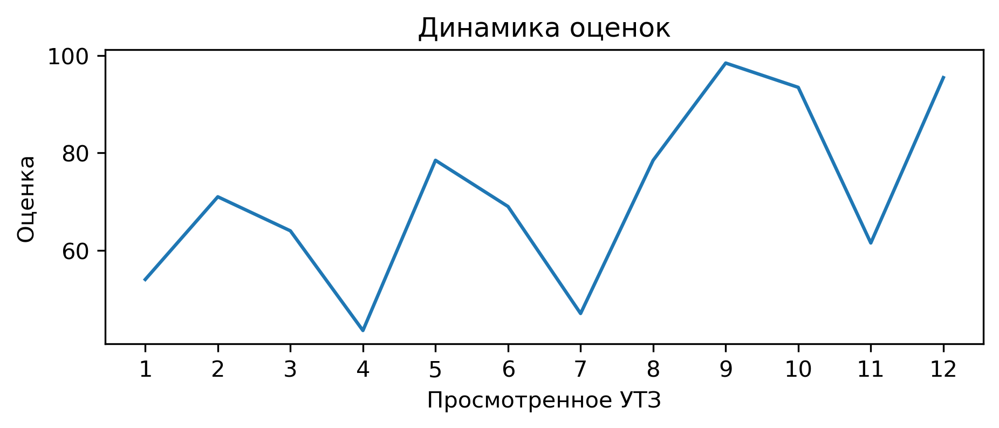 Динамика оценок
100
80
60
Оценка
1 2 3 4 5 6 7 8 9 10 11 12
Просмотренное УТЗ